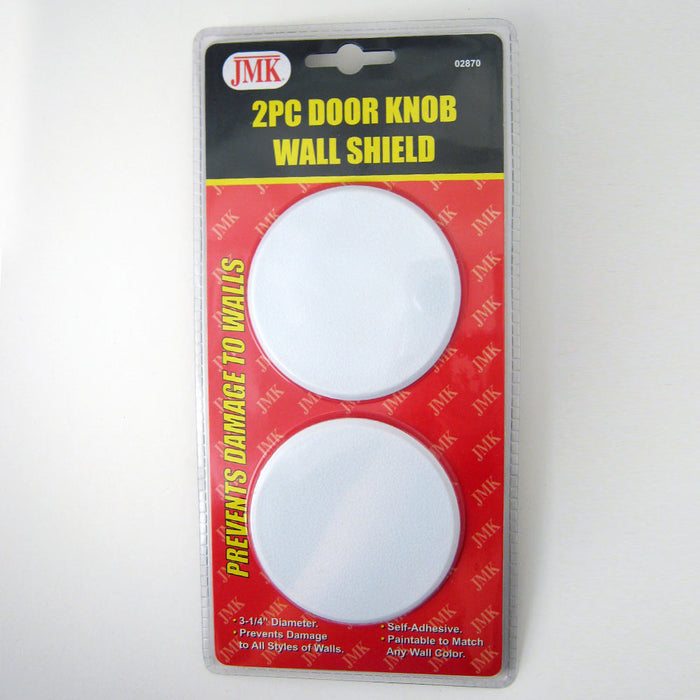 JMK
02870
2PC DOOR KNOB
WALL SHIELD
PREVENTS DAMAGE TO WALLS
• 3-1/4" Diameter.
• Prevents Damage
to All Styles of Walls.
• Self-Adhesive.
• Paintable to Match
Any Wall Color.